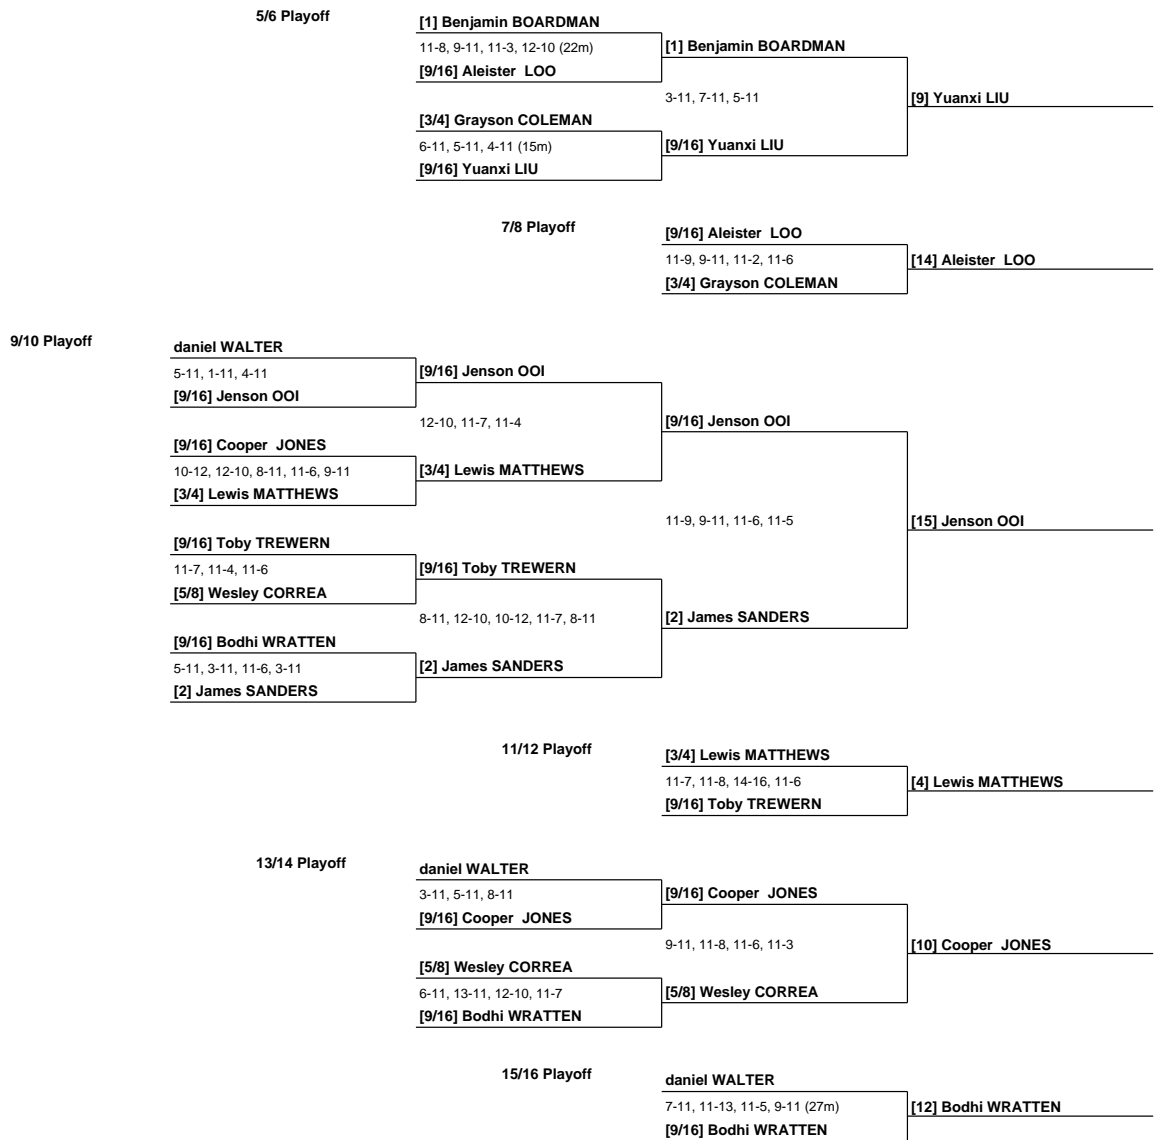 5/6 Playoff
[1] Benjamin BOARDMAN
11-8, 9-11, 11-3, 12-10 (22m)
[9/16] Aleister LOO
[1] Benjamin BOARDMAN
3-11, 7-11, 5-11
[9] Yuanxi LIU
[3/4] Grayson COLEMAN
6-11, 5-11, 4-11 (15m)
[9/16] Yuanxi LIU
[9/16] Yuanxi LIU
7/8 Playoff
[9/16] Aleister LOO
11-9, 9-11, 11-2, 11-6
[3/4] Grayson COLEMAN
[14] Aleister LOO
9/10 Playoff
daniel WALTER
5-11, 1-11, 4-11
[9/16] Jenson OOI
[9/16] Jenson OOI
12-10, 11-7, 11-4
[9/16] Jenson OOI
[9/16] Cooper JONES
10-12, 12-10, 8-11, 11-6, 9-11
[3/4] Lewis MATTHEWS
[3/4] Lewis MATTHEWS
11-9, 9-11, 11-6, 11-5
[15] Jenson OOI
[9/16] Toby TREWERN
11-7, 11-4, 11-6
[5/8] Wesley CORREA
[9/16] Toby TREWERN
8-11, 12-10, 10-12, 11-7, 8-11
[2] James SANDERS
[9/16] Bodhi WRATTEN
5-11, 3-11, 11-6, 3-11
[2] James SANDERS
[2] James SANDERS
11/12 Playoff
[3/4] Lewis MATTHEWS
11-7, 11-8, 14-16, 11-6
[9/16] Toby TREWERN
[4] Lewis MATTHEWS
13/14 Playoff
daniel WALTER
3-11, 5-11, 8-11
[9/16] Cooper JONES
[9/16] Cooper JONES
9-11, 11-8, 11-6, 11-3
[10] Cooper JONES
[5/8] Wesley CORREA
6-11, 13-11, 12-10, 11-7
[9/16] Bodhi WRATTEN
[5/8] Wesley CORREA
15/16 Playoff
daniel WALTER
7-11, 11-13, 11-5, 9-11 (27m)
[9/16] Bodhi WRATTEN
[12] Bodhi WRATTEN